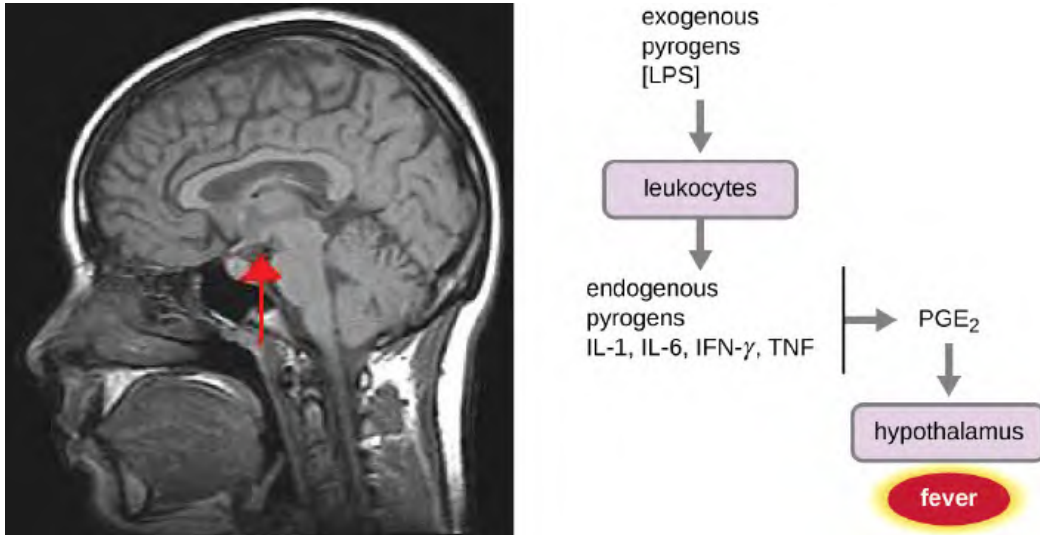 exogenous
pyrogens
[LPS]
leukocytes
endogenous
pyrogens
IL-1, IL-6, IFN-γ, TNF
PGE₂
hypothalamus
fever